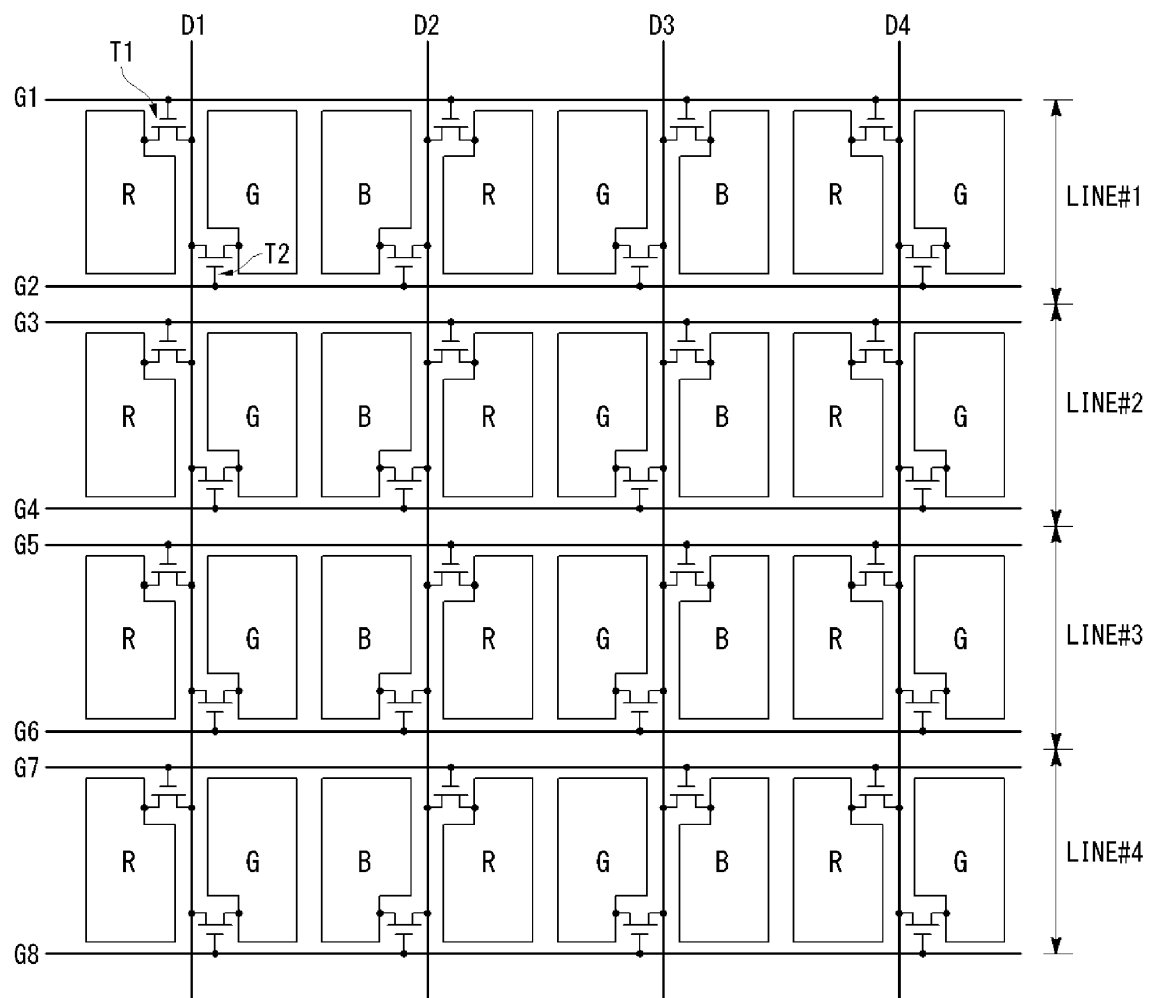 D1 D2 D3 D4
T1
G1
R G B R G B R G
LINE#1
T2
G2
G3
R G B R G B R G
LINE#2
G4
G5
R G B R G B R G
LINE#3
G6
G7
R G B R G B R G
LINE#4
G8